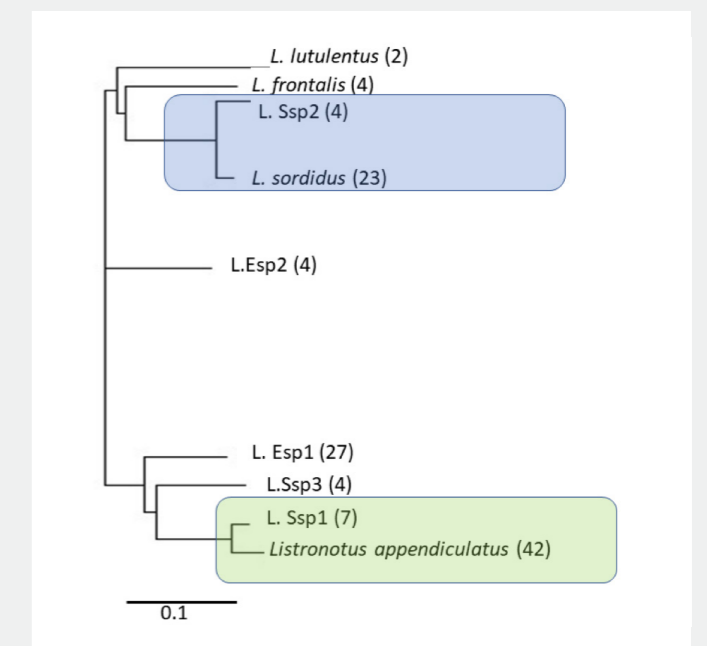 L. lutulentus (2)
L. frontalis (4)
L. Ssp2 (4)
L. sordidus (23)
L.Esp2 (4)
L. Esp1 (27)
L.Ssp3 (4)
L. Ssp1 (7)
Listronotus appendiculatus (42)
0.1